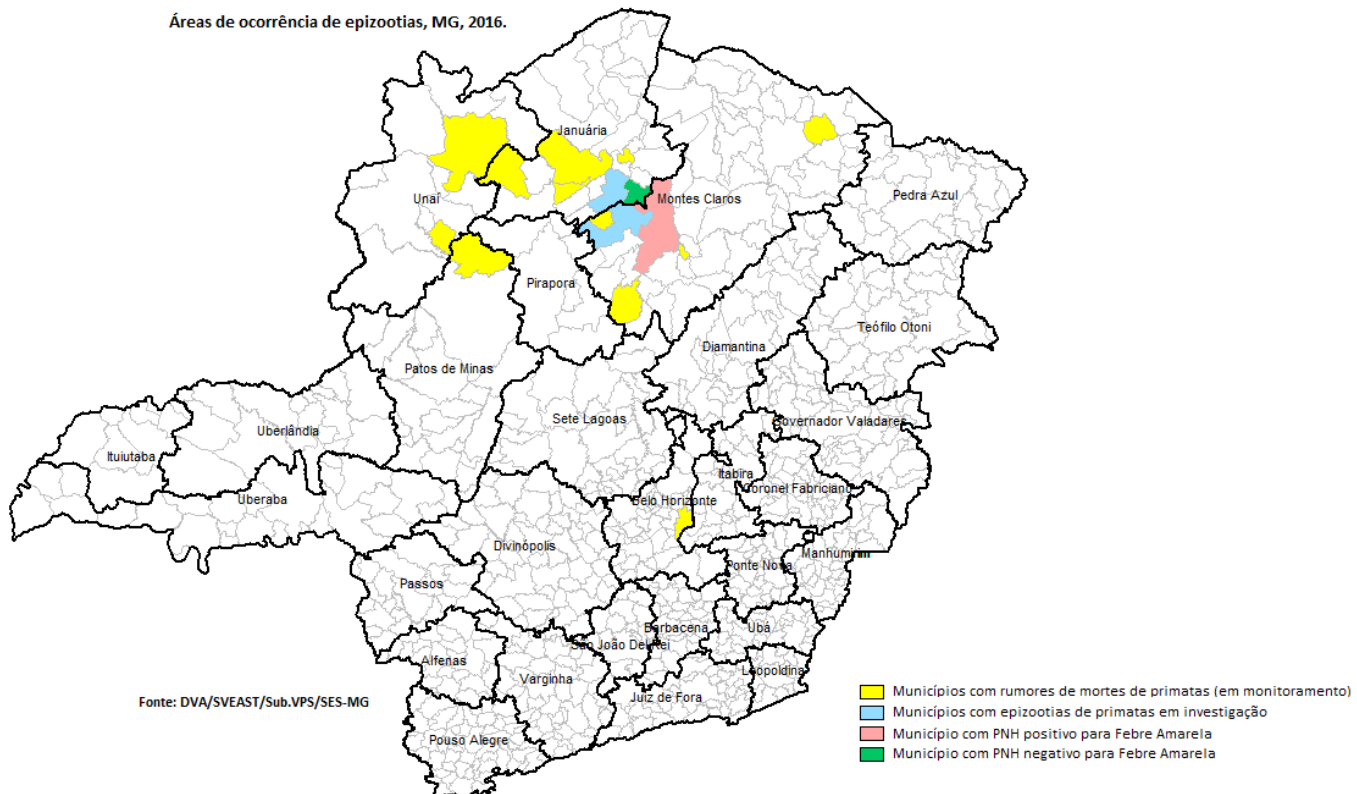 Áreas de ocorrência de epizootias, MG, 2016.
Januária
Unaí
Montes Claros
Pedra Azul
Pirapora
Teófilo Otoni
Diamantina
Patos de Minas
Sete Lagoas
Governador Valadares
Uberlândia
Ituiutaba
Itabira
Coronel Fabriciano
Uberaba
Belo Horizonte
Divinópolis
Manhumirim
Ponte Nova
Passos
Barbacena
Ubá
São João Del Rei
Alfenas
Leopoldina
Varginha
Juiz de Fora
Pouso Alegre
Fonte: DVA/SVEAST/Sub.VPS/SES-MG
Municípios com rumores de mortes de primatas (em monitoramento)
Municípios com epizootias de primatas em investigação
Município com PNH positivo para Febre Amarela
Município com PNH negativo para Febre Amarela